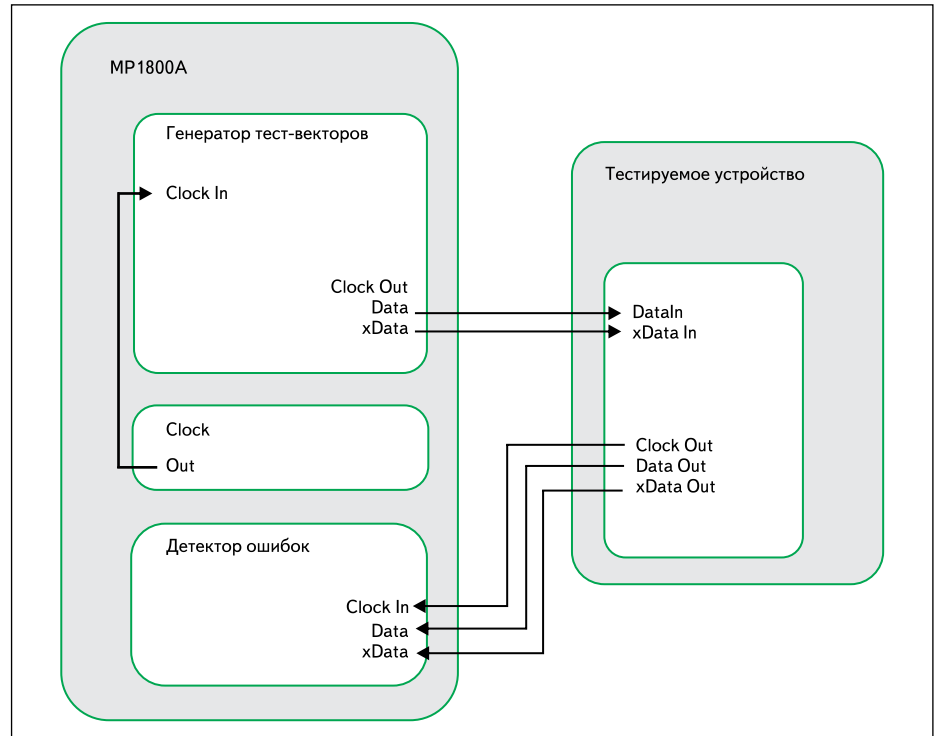 MP1800A
Генератор тест-векторов
Clock In
Clock Out
Data
xData
Clock
Out
Детектор ошибок
Clock In
Data
xData
Тестируемое устройство
DataIn
xData In
Clock Out
Data Out
xData Out